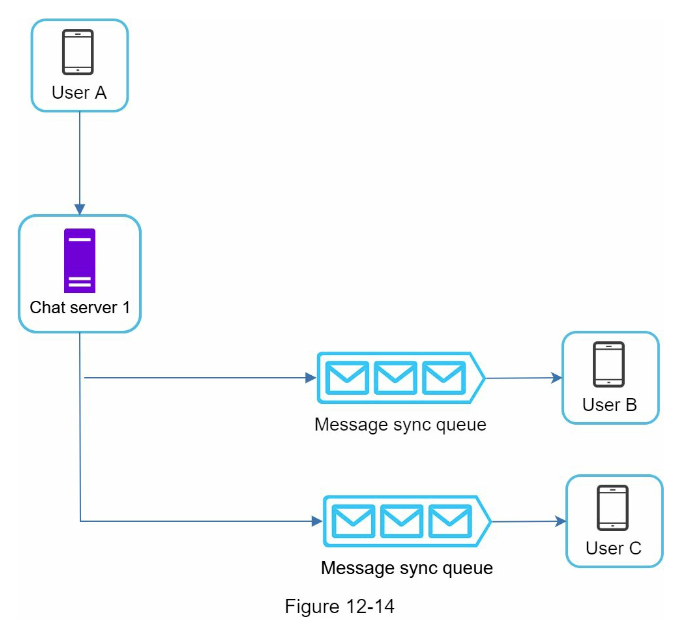 User A
Chat server 1
Message sync queue
User B
Message sync queue
User C
Figure 12-14